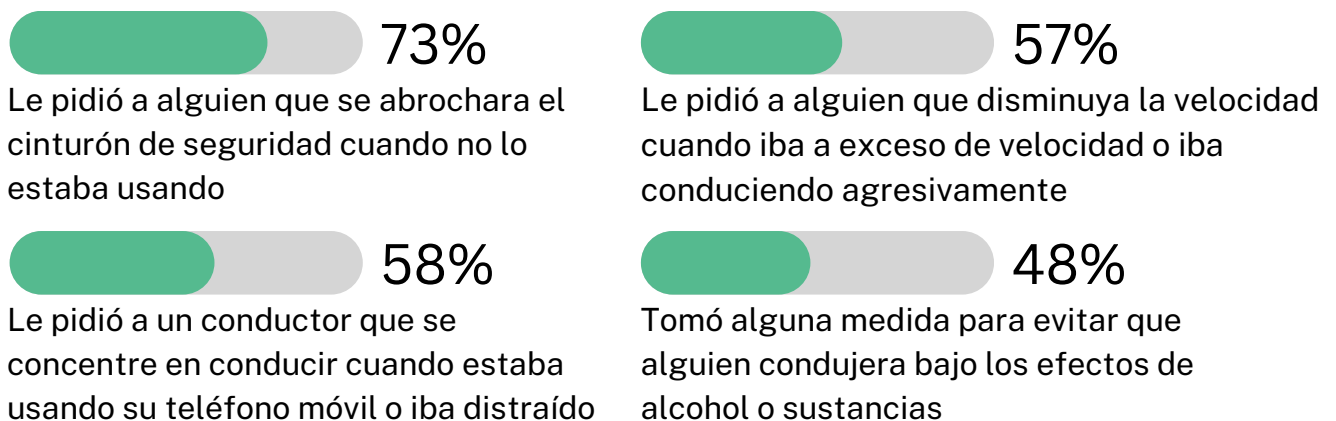 73%
Le pidió a alguien que se abrochara el
cinturón de seguridad cuando no lo
estaba usando
57%
Le pidió a alguien que disminuya la velocidad
cuando iba a exceso de velocidad o iba
conduciendo agresivamente
58%
Le pidió a un conductor que se
concentre en conducir cuando estaba
usando su teléfono móvil o iba distraído
48%
Tomó alguna medida para evitar que
alguien condujera bajo los efectos de
alcohol o sustancias